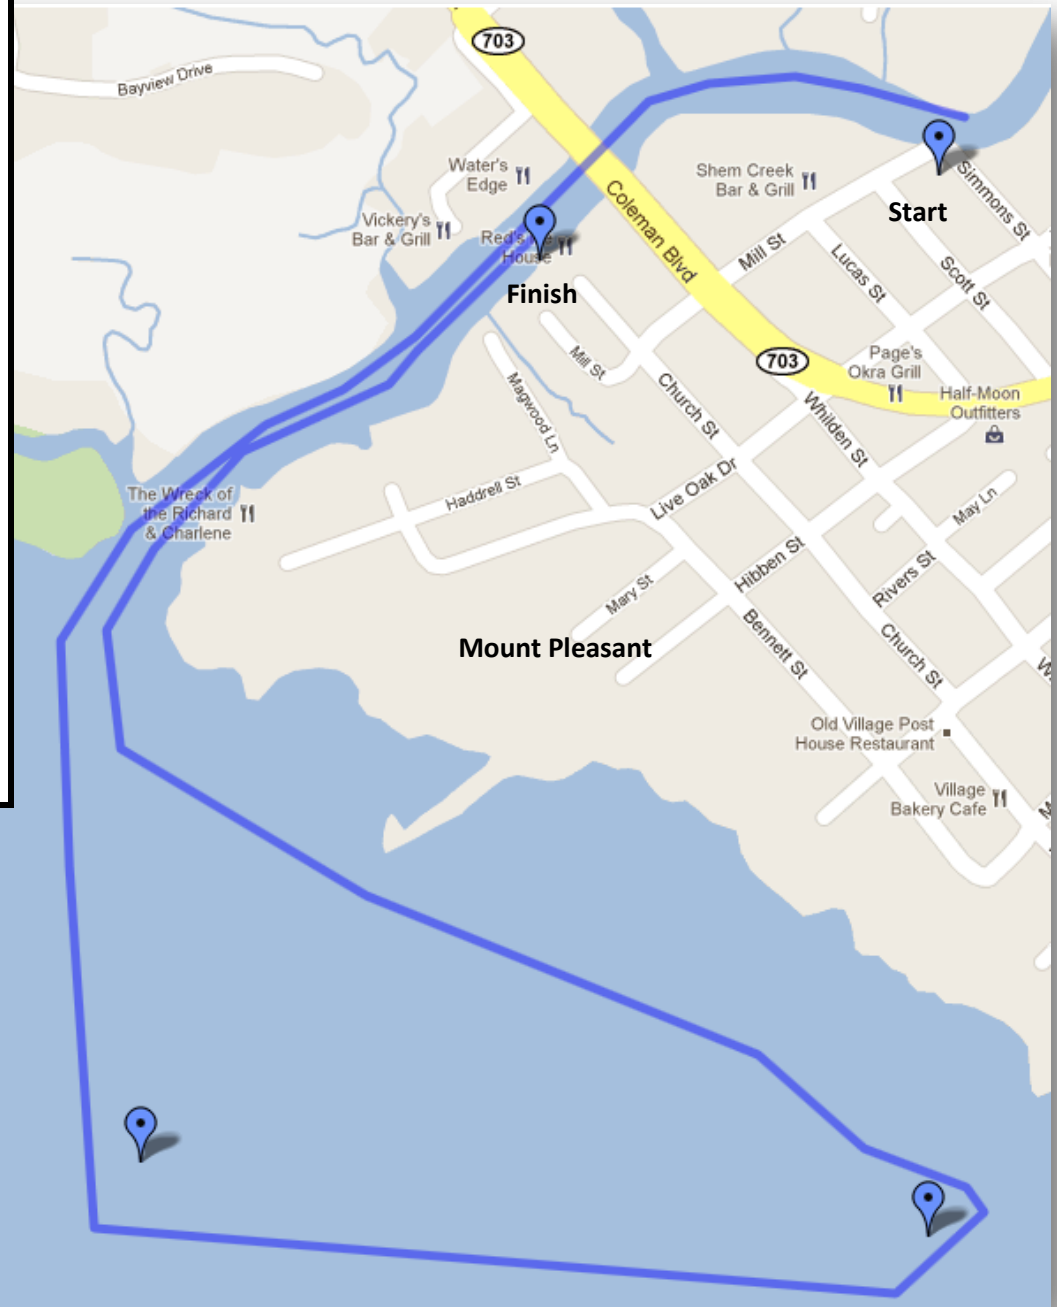 703
Bayview Drive
Water's
Edge
Shem Creek
Bar & Grill
Simmons St
Vickery's
Bar & Grill
Red's Ice
House
Coleman Blvd
Start
Mill St
Lucas St
Scott St
Finish
703
Mill St
Page's
Okra Grill
Half-Moon
Outfitters
Magwood Ln
Church St
Whilden St
Live Oak Dr
Haddrell St
The Wreck of
the Richard
& Charlene
May Ln
Hibben St
Rivers St
Mary St
Mount Pleasant
Bennett St
Church St
W
Old Village Post
House Restaurant
Village
Bakery Cafe
M